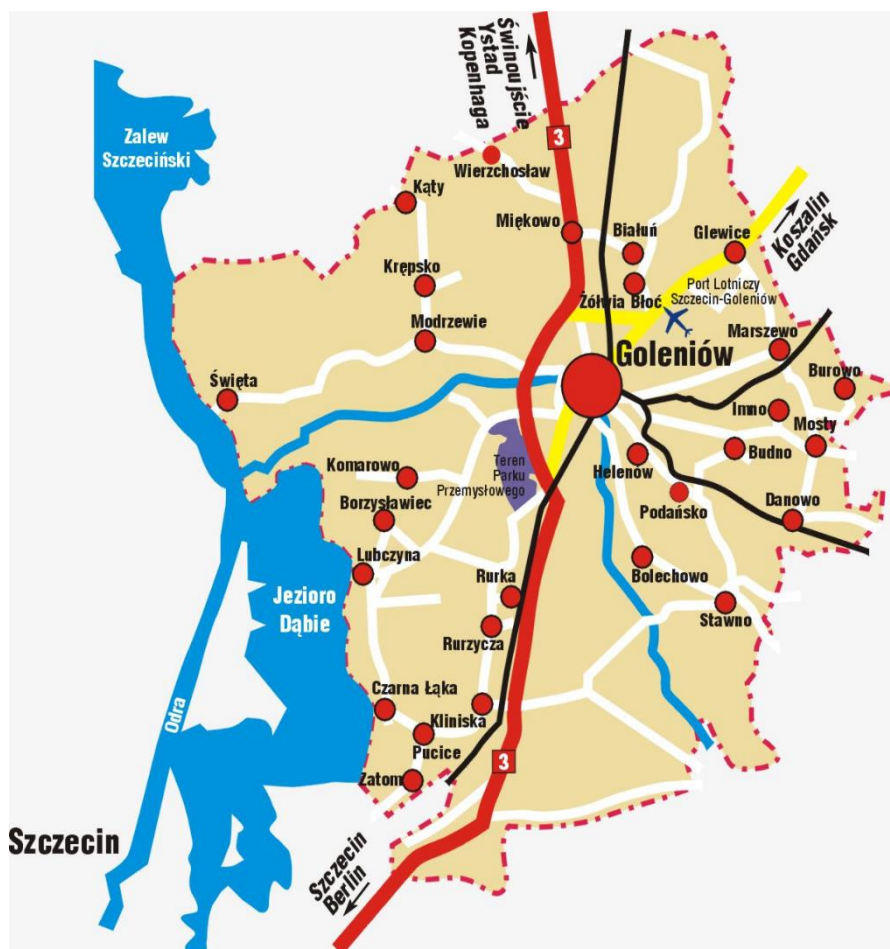 Świnoujście
Ystad
Kopenhaga
3
Zalew
Szczeciński
Wierzchosław
Kąty
Miękowo
Białuń
Glewice
Koszalin
Gdańsk
Krępsko
Port Lotniczy
Szczecin-Goleniów
Żółwia Błoć
Modrzewie
Marszewo
Goleniów
Święta
Burowo
Imno
Mosty
Komarowo
Teren
Parku
Przemysłowego
Helenów
Budno
Borzysławiec
Podańsko
Danowo
Lubczyna
Rurka
Bolechowo
Jezioro
Dąbie
Stawno
Rurzyca
Odra
Czarna Łąka
Kliniska
Pucice
3
Zatom
Szczecin
Szczecin
Berlin